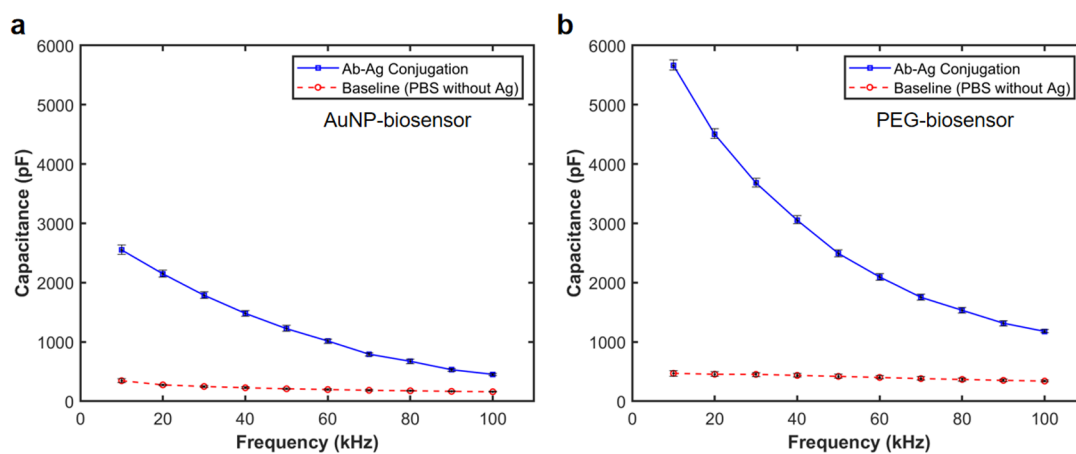 a
6000
5000
4000
3000
2000
1000
0
Capacitance (pF)
Ab-Ag Conjugation
Baseline (PBS without Ag)
AuNP-biosensor
0 20 40 60 80 100
Frequency (kHz)
b
6000
5000
4000
3000
2000
1000
0
Capacitance (pF)
Ab-Ag Conjugation
Baseline (PBS without Ag)
PEG-biosensor
0 20 40 60 80 100
Frequency (kHz)